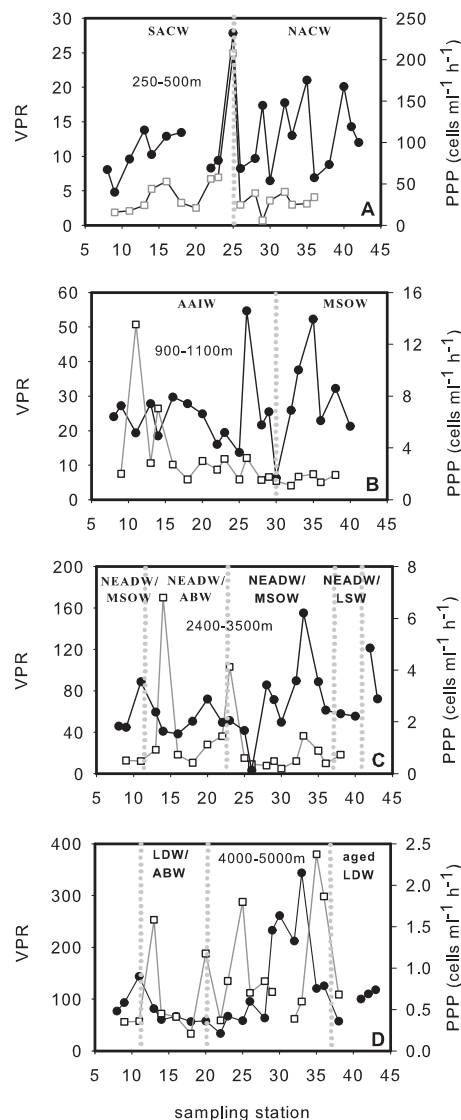 SACW NACW
250-500m
VPR
PPP (cells ml⁻¹ h⁻¹)
30
25
20
15
10
5
0
250
200
150
100
50
0
A
5 10 15 20 25 30 35 40 45
AAIW MSOW
900-1100m
VPR
PPP (cells ml⁻¹ h⁻¹)
60
50
40
30
20
10
0
16
13
10
6
3
0
B
5 10 15 20 25 30 35 40 45
NEADW/ NEADW/ NEADW/ NEADW/
MSOW ABW MSOW LSW
2400-3500m
VPR
PPP (cells ml⁻¹ h⁻¹)
200
160
120
80
40
0
8
6
4
2
0
C
5 10 15 20 25 30 35 40 45
LDW/ 4000-5000m aged
ABW LDW
VPR
PPP (cells ml⁻¹ h⁻¹)
400
300
200
100
0
2.5
2.0
1.5
1.0
0.5
0.0
D
5 10 15 20 25 30 35 40 45
sampling station